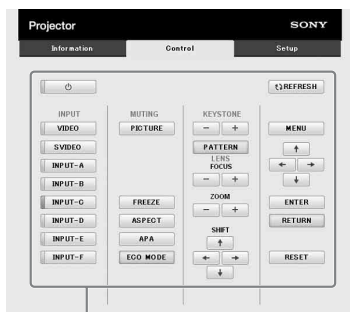 Projector SONY
Information Control Setup
REFRESH
INPUT MUTING KEYSTONE
VIDEO PICTURE - + MENU
SVIDEO PATTERN
INPUT-A LENS
FOCUS
INPUT-B - +
INPUT-C FREEZE ZOOM ENTER
INPUT-D ASPECT - + RETURN
INPUT-E APA SHIFT
INPUT-F ECO MODE RESET